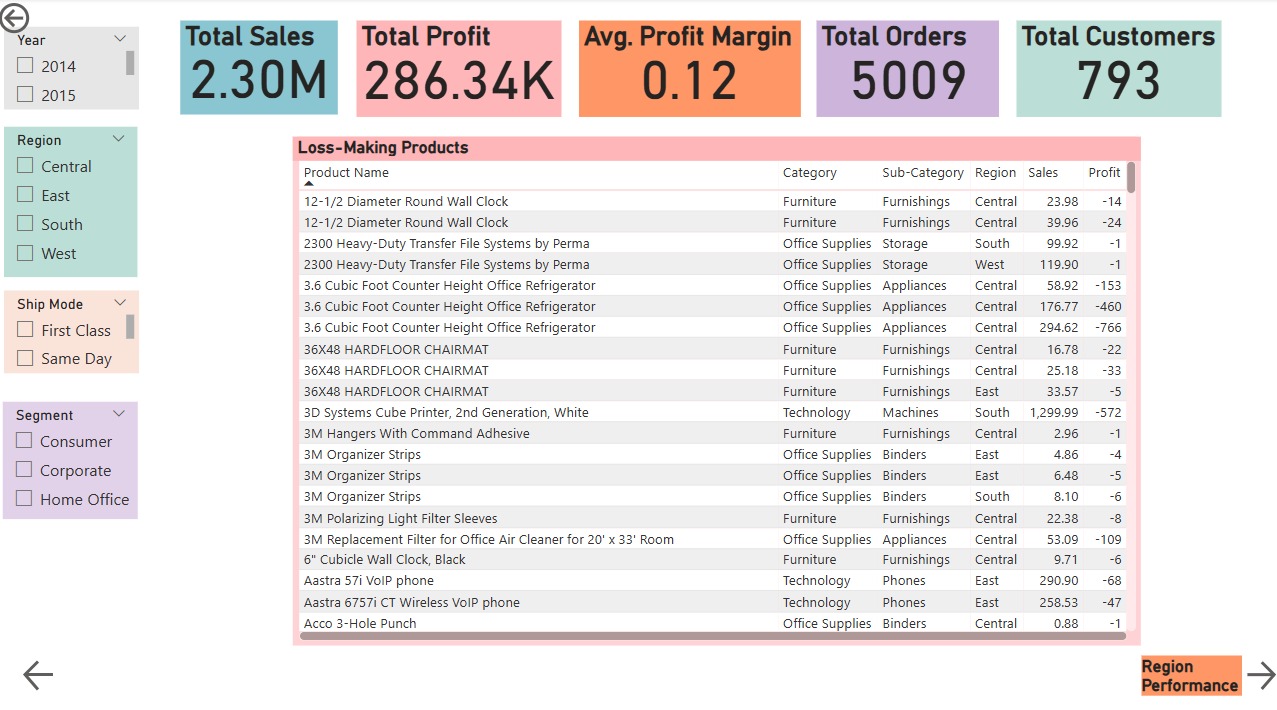 Year
2014
2015
Region
Central
East
South
West
Ship Mode
First Class
Same Day
Segment
Consumer
Corporate
Home Office
Total Sales
2.30M
Total Profit
286.34K
Avg. Profit Margin
0.12
Total Orders
5009
Total Customers
793
Loss-Making Products
Product Name Category Sub-Category Region Sales Profit
12-1/2 Diameter Round Wall Clock Furniture Furnishings Central 23.98 -14
12-1/2 Diameter Round Wall Clock Furniture Furnishings Central 39.96 -24
2300 Heavy-Duty Transfer File Systems by Perma Office Supplies Storage South 99.92 -1
2300 Heavy-Duty Transfer File Systems by Perma Office Supplies Storage West 119.90 -1
3.6 Cubic Foot Counter Height Office Refrigerator Office Supplies Appliances Central 58.92 -153
3.6 Cubic Foot Counter Height Office Refrigerator Office Supplies Appliances Central 176.77 -460
3.6 Cubic Foot Counter Height Office Refrigerator Office Supplies Appliances Central 294.62 -766
36X48 HARDFLOOR CHAIRMAT Furniture Furnishings Central 16.78 -22
36X48 HARDFLOOR CHAIRMAT Furniture Furnishings Central 25.18 -33
36X48 HARDFLOOR CHAIRMAT Furniture Furnishings East 33.57 -5
3D Systems Cube Printer, 2nd Generation, White Technology Machines South 1,299.99 -572
3M Hangers With Command Adhesive Furniture Furnishings Central 2.96 -1
3M Organizer Strips Office Supplies Binders East 4.86 -4
3M Organizer Strips Office Supplies Binders East 6.48 -5
3M Organizer Strips Office Supplies Binders South 8.10 -6
3M Polarizing Light Filter Sleeves Furniture Furnishings Central 22.38 -8
3M Replacement Filter for Office Air Cleaner for 20' x 33' Room Office Supplies Appliances Central 53.09 -109
6" Cubicle Wall Clock, Black Furniture Furnishings Central 9.71 -6
Aastra 57i VoIP phone Technology Phones East 290.90 -68
Aastra 6757i CT Wireless VoIP phone Technology Phones East 258.53 -47
Acco 3-Hole Punch Office Supplies Binders Central 0.88 -1
Region
Performance